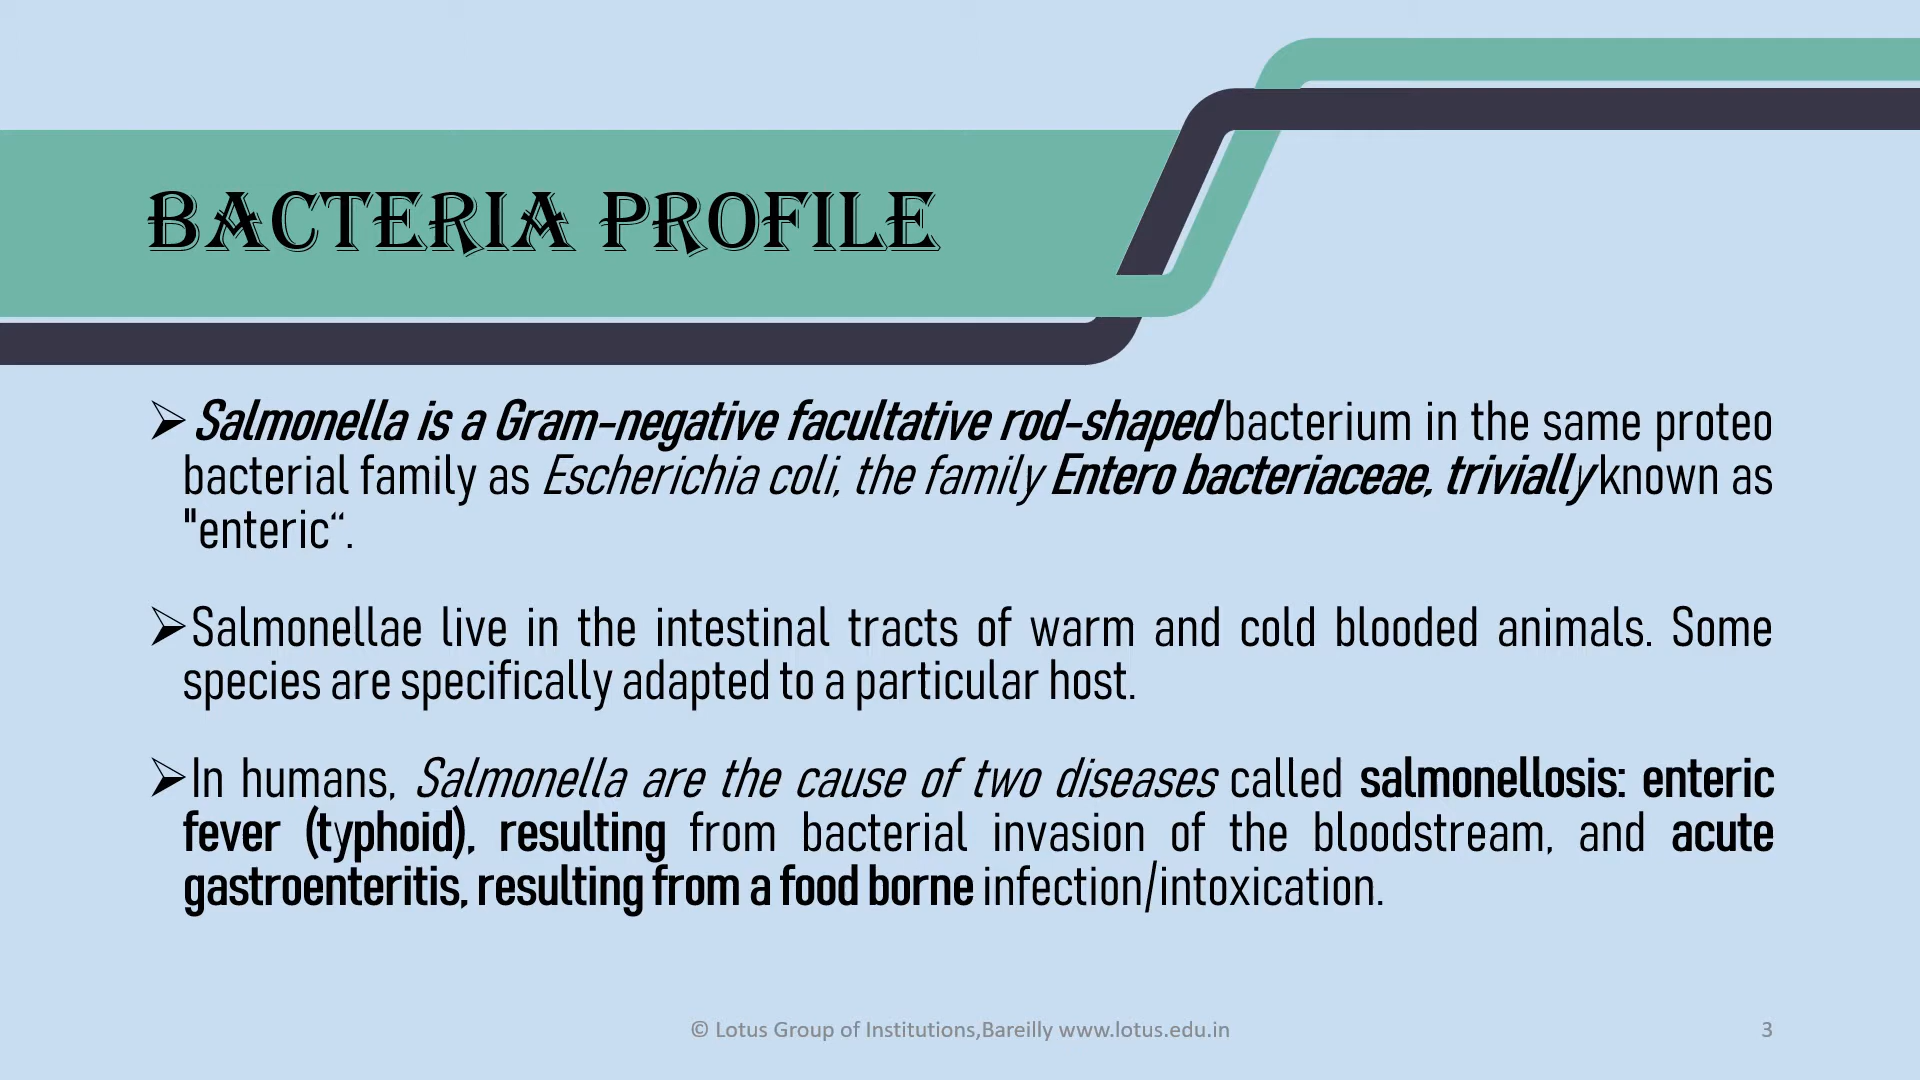 BACTERIA PROFILE
➢Salmonella is a Gram-negative facultative rod-shaped bacterium in the same proteo
bacterial family as Escherichia coli, the family Entero bacteriaceae, trivially known as
"enteric“.
➢Salmonellae live in the intestinal tracts of warm and cold blooded animals. Some
species are specifically adapted to a particular host.
➢In humans, Salmonella are the cause of two diseases called salmonellosis: enteric
fever (typhoid), resulting from bacterial invasion of the bloodstream, and acute
gastroenteritis, resulting from a food borne infection/intoxication.
© Lotus Group of Institutions,Bareilly www.lotus.edu.in
3